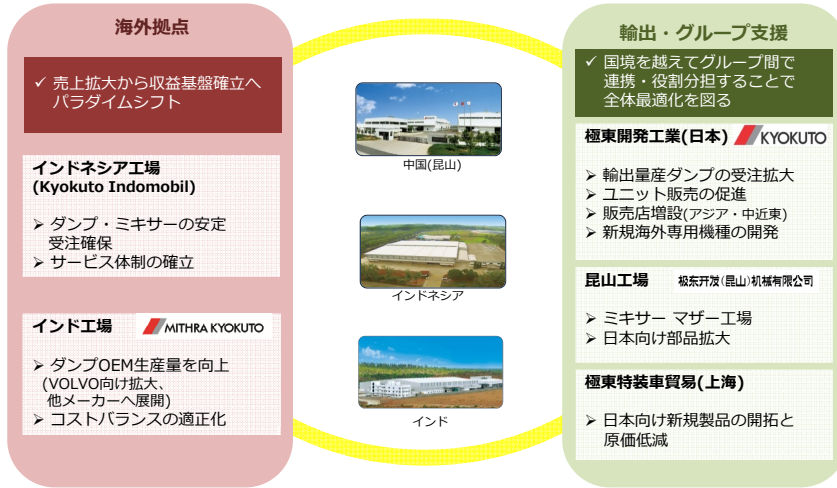 海外拠点
✓ 売上拡大から収益基盤確立へ
パラダイムシフト
インドネシア工場
(Kyokuto Indomobil)
➢ ダンプ・ミキサーの安定
受注確保
➢ サービス体制の確立
インド工場 MITHRA KYOKUTO
➢ ダンプOEM生産量を向上
(VOLVO向け拡大、
他メーカーへ展開)
➢ コストバランスの適正化
中国(昆山)
インドネシア
インド
輸出・グループ支援
✓ 国境を越えてグループ間で
連携・役割分担することで
全体最適化を図る
極東開発工業(日本) KYOKUTO
➢ 輸出量産ダンプの受注拡大
➢ ユニット販売の促進
➢ 販売店増設(アジア・中近東)
➢ 新規海外専用機種の開発
昆山工場 极东开发(昆山)机械有限公司
➢ ミキサー マザー工場
➢ 日本向け部品拡大
極東特装車貿易(上海)
➢ 日本向け新規製品の開拓と
原価低減